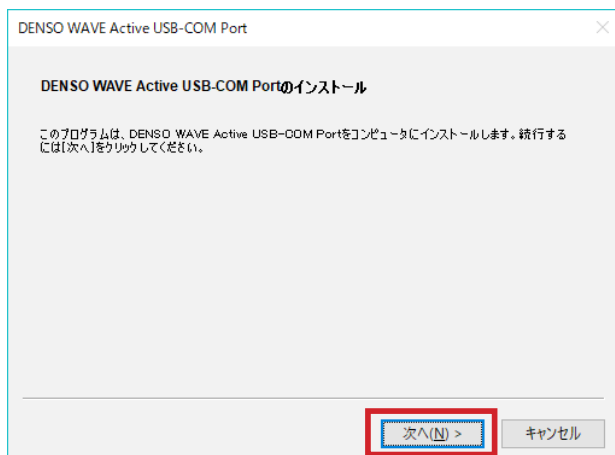 DENSO WAVE Active USB-COM Port
DENSO WAVE Active USB-COM Portのインストール
このプログラムは、DENSO WAVE Active USB-COM Portをコンピュータにインストールします。続行する
には[次へ]をクリックしてください。
次へ(N) >
キャンセル